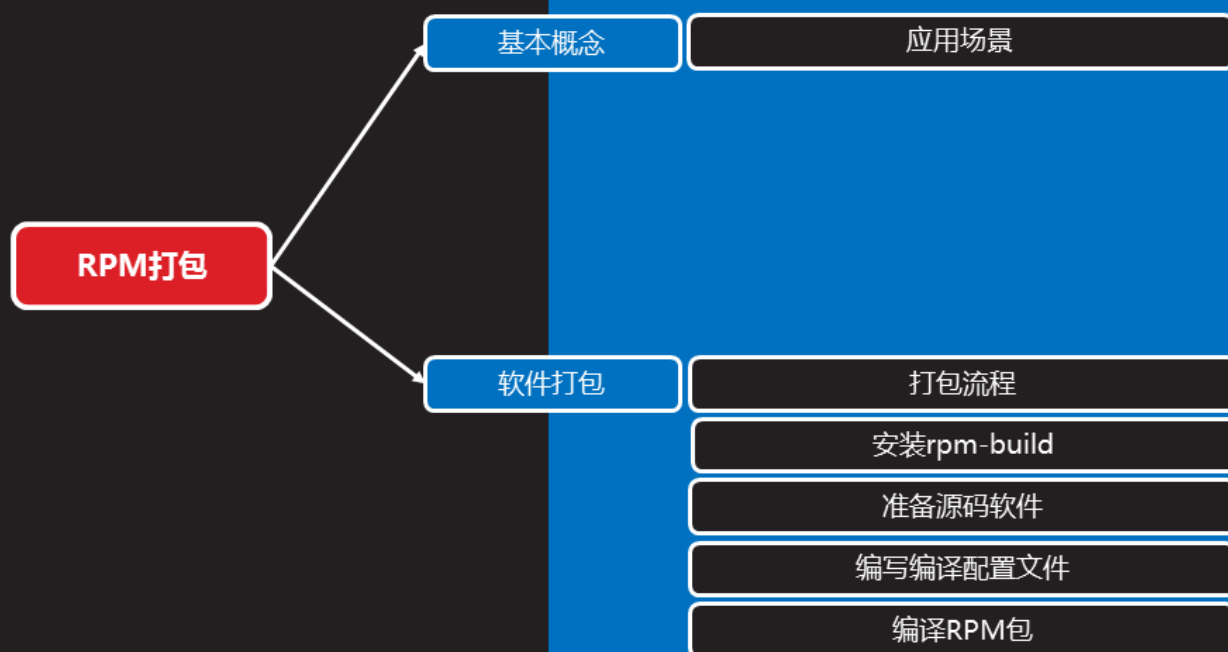 基本概念
应用场景
RPM打包
软件打包
打包流程
安装rpm-build
准备源码软件
编写编译配置文件
编译RPM包